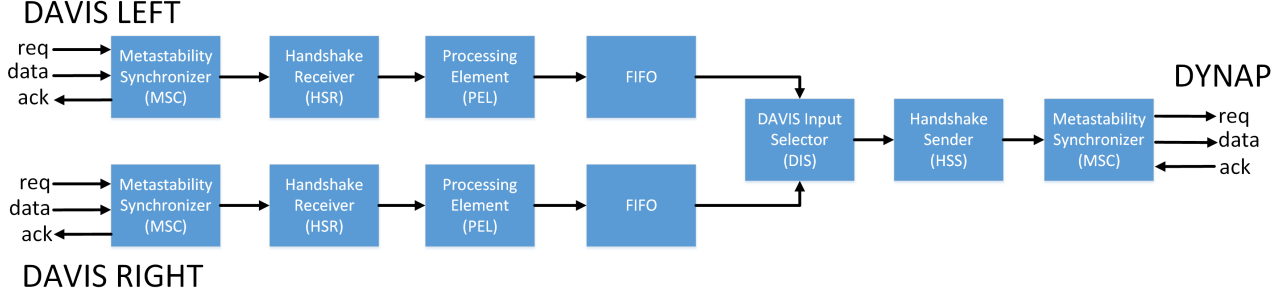 DAVIS LEFT
req
data
ack
Metastability
Synchronizer
(MSC)
Handshake
Receiver
(HSR)
Processing
Element
(PEL)
FIFO
DAVIS Input
Selector
(DIS)
Handshake
Sender
(HSS)
Metastability
Synchronizer
(MSC)
DYNAP
req
data
ack
req
data
ack
Metastability
Synchronizer
(MSC)
Handshake
Receiver
(HSR)
Processing
Element
(PEL)
FIFO
DAVIS RIGHT